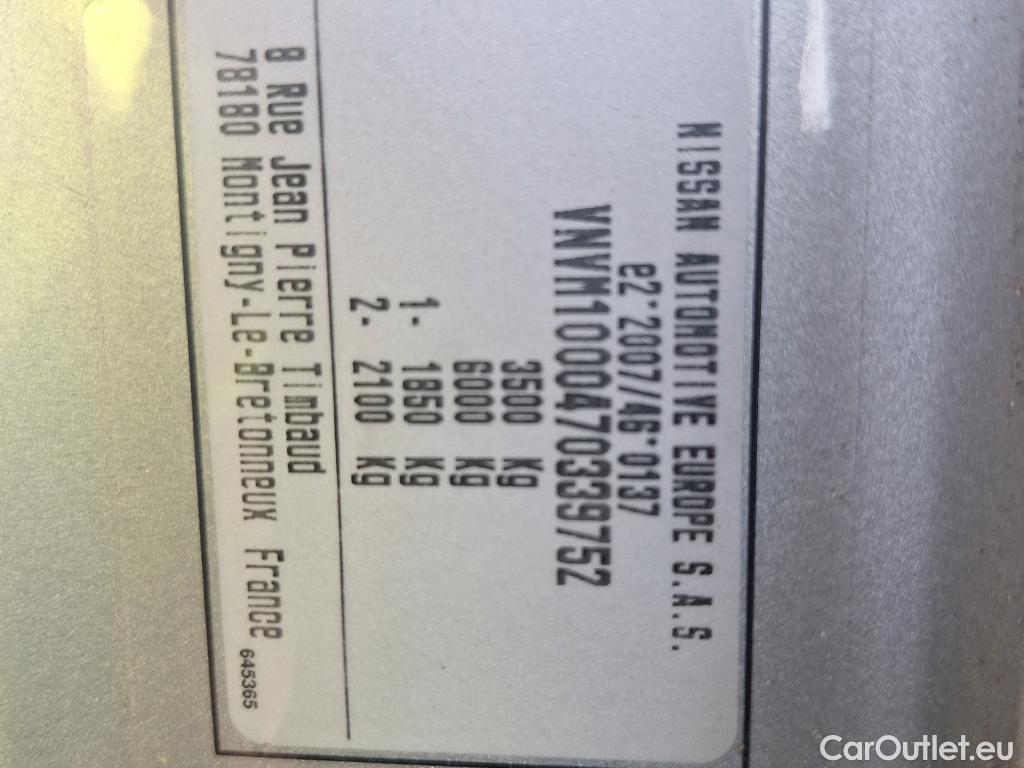 NISSAN AUTOMOTIVE EUROPE S.A.S.
e2*2007/46*0137
VNVM1000470339752
3500 Kg
6000 Kg
1- 1850 Kg
2- 2100 Kg
8 Rue Jean Pierre Timbaud
78180 Montigny-Le-Bretonneux France
645365
CarOutlet.eu